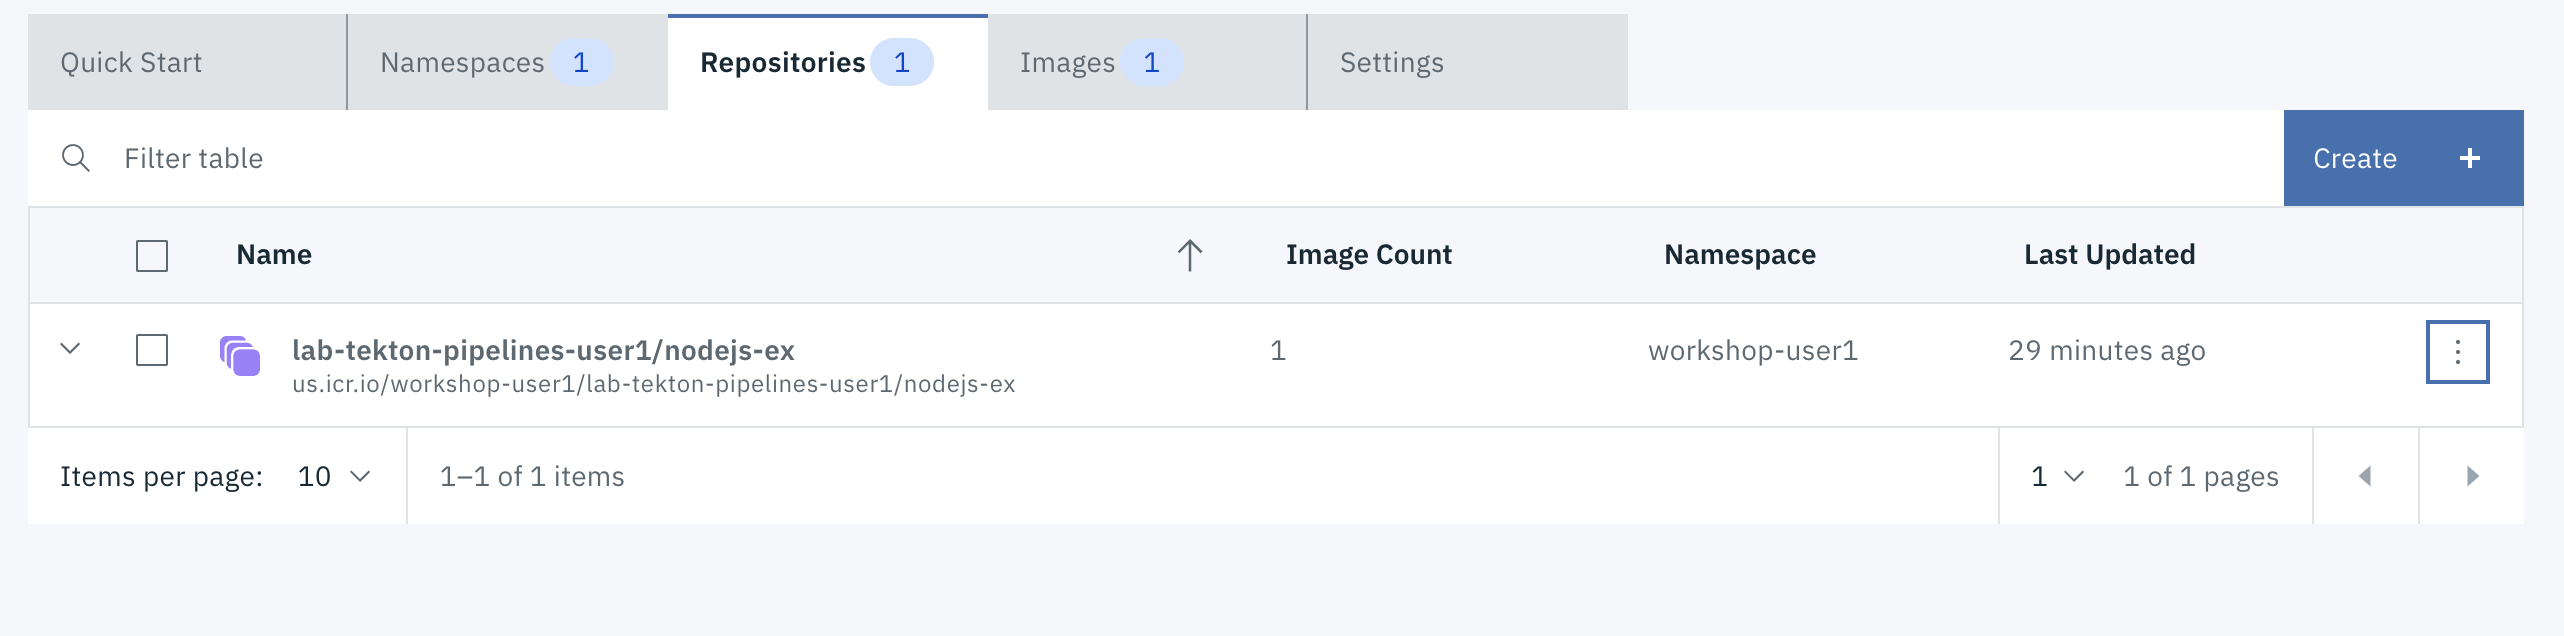 Quick Start
Namespaces 1
Repositories 1
Images 1
Settings
Filter table
Create +
Name Image Count Namespace Last Updated
lab-tekton-pipelines-user1/nodejs-ex 1 workshop-user1 29 minutes ago
us.icr.io/workshop-user1/lab-tekton-pipelines-user1/nodejs-ex
Items per page: 10 1–1 of 1 items 1 1 of 1 pages